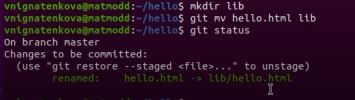 vnignatenkova@matmodd:~/hello$ mkdir lib
vnignatenkova@matmodd:~/hello$ git mv hello.html lib
vnignatenkova@matmodd:~/hello$ git status
On branch master
Changes to be committed:
  (use "git restore --staged <file>..." to unstage)
        renamed:    hello.html -> lib/hello.html